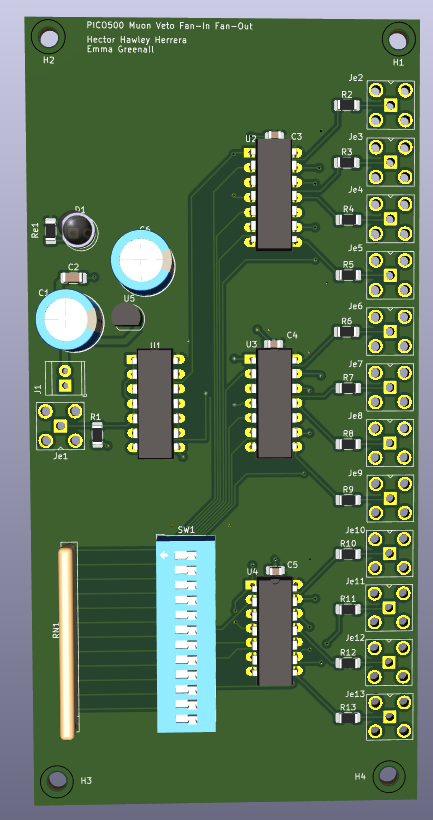 PICO500 Muon Veto Fan-In Fan-Out
Hector Hawley Herrera
Emma Greenall
H2
H1
Je2
R2
Je3
U2
C3
R3
Je4
R4
D1
Re1
C6
Je5
R5
C2
C1
U5
Je6
R6
U1
U3
C4
Je7
R7
J1
Je8
R1
R8
Je1
Je9
R9
SW1
Je10
R10
C5
U4
Je11
R11
RN1
Je12
R12
Je13
R13
H3
H4